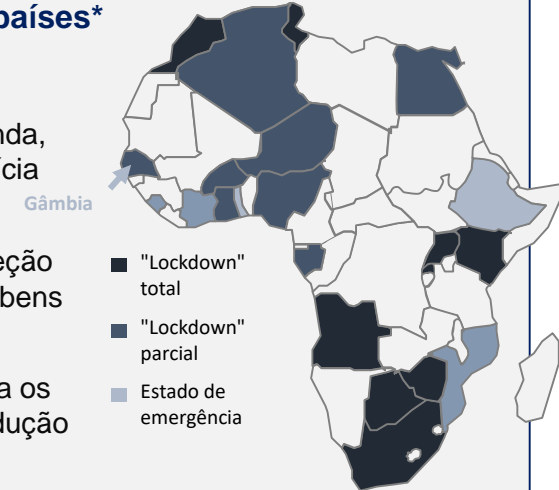 países*
nda,
ícia
Gâmbia
eção
bens
a os
dução
"Lockdown"
total
"Lockdown"
parcial
Estado de
emergência